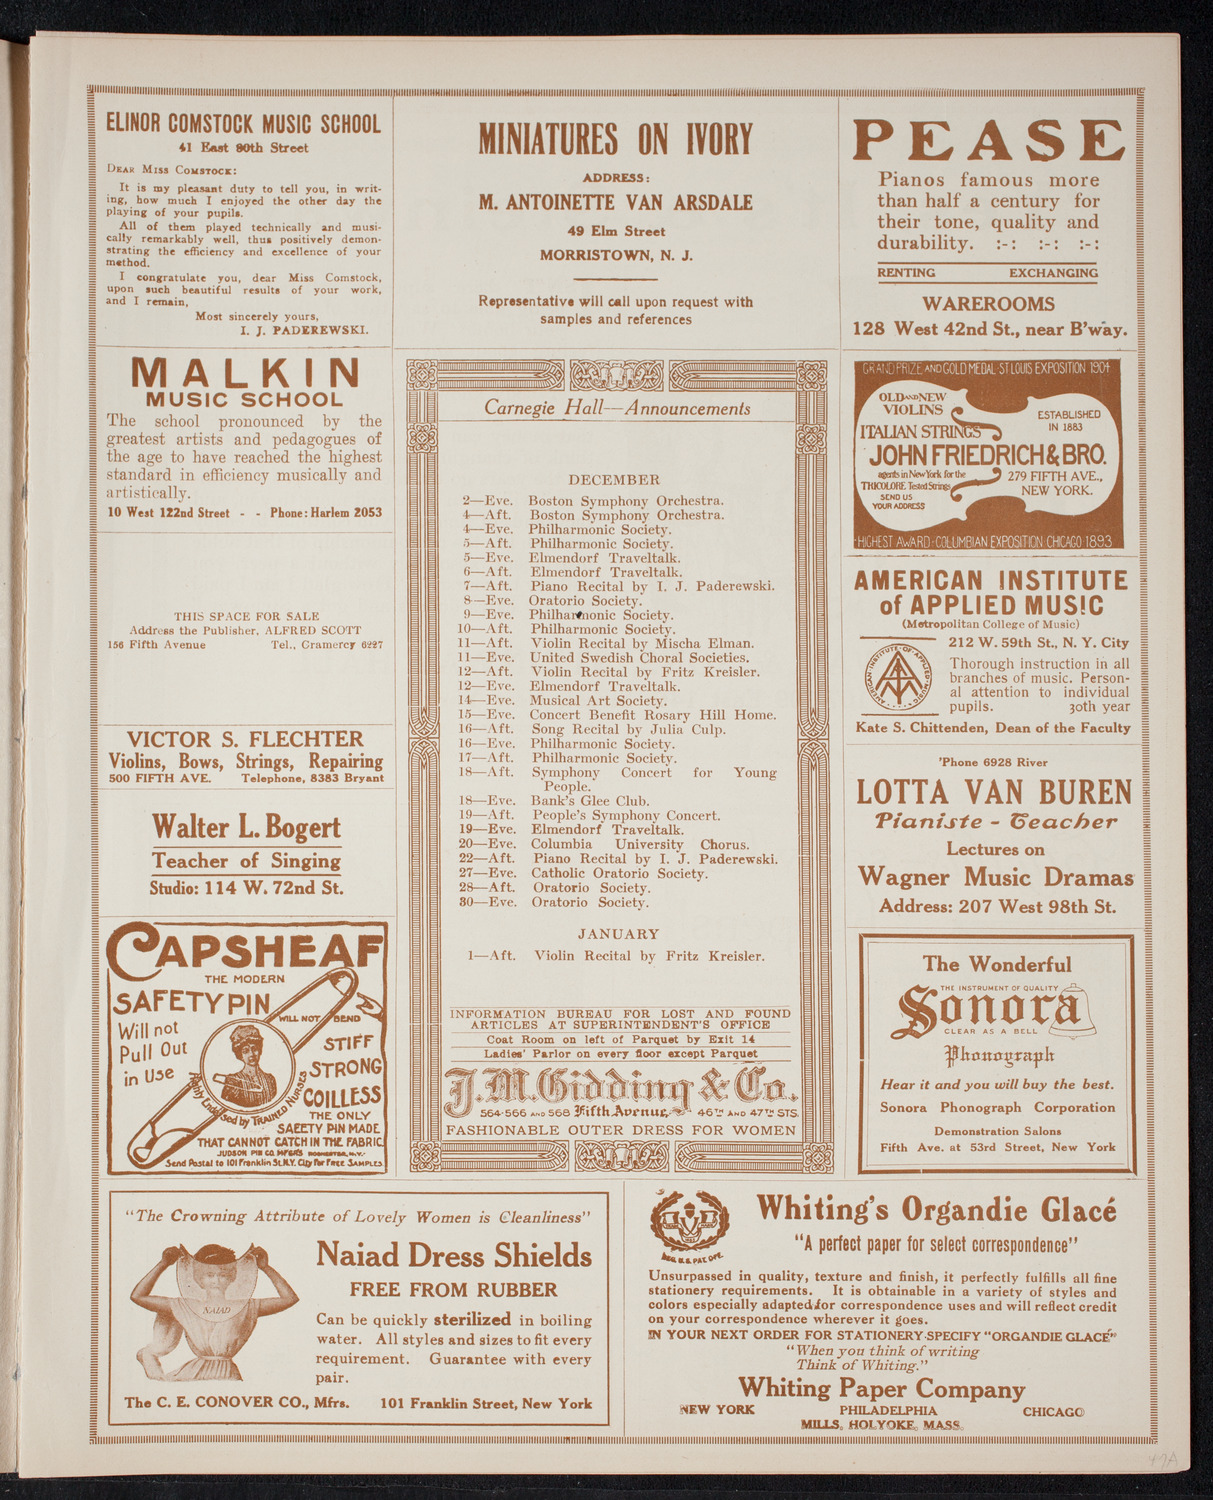 ELINOR COMSTOCK MUSIC SCHOOL
41 East 80th Street
DEAR MISS COMSTOCK:
It is my pleasant duty to tell you, in writ-
ing, how much I enjoyed the other day the
playing of your pupils.
All of them played technically and musi-
cally remarkably well, thus positively demon-
strating the efficiency and excellence of your
method.
I congratulate you, dear Miss Comstock,
upon such beautiful results of your work,
and I remain,
Most sincerely yours,
I. J. PADEREWSKI.
MALKIN
MUSIC SCHOOL
The school pronounced by the
greatest artists and pedagogues of
the age to have reached the highest
standard in efficiency musically and
artistically.
10 West 122nd Street - - Phone: Harlem 2053
THIS SPACE FOR SALE
Address the Publisher, ALFRED SCOTT
156 Fifth Avenue Tel., Gramercy 6227
VICTOR S. FLECHTER
Violins, Bows, Strings, Repairing
500 FIFTH AVE. Telephone, 8383 Bryant
Walter L. Bogert
Teacher of Singing
Studio: 114 W. 72nd St.
CAPSHEAF
THE MODERN
SAFETY PIN
WILL NOT BEND
Will not
Pull Out
in Use
STIFF
STRONG
COILLESS
Highly Endorsed by TRAINED NURSES
THE ONLY
SAFETY PIN MADE
THAT CANNOT CATCH IN THE FABRIC.
JUDSON PIN CO. MFGR'S ROCHESTER, N.Y.
Send Postal to 101 Franklin St. N.Y. City For FREE SAMPLES
MINIATURES ON IVORY
ADDRESS:
M. ANTOINETTE VAN ARSDALE
49 Elm Street
MORRISTOWN, N. J.
Representative will call upon request with
samples and references
Carnegie Hall—Announcements
DECEMBER
2—Eve. Boston Symphony Orchestra.
4—Aft. Boston Symphony Orchestra.
4—Eve. Philharmonic Society.
5—Aft. Philharmonic Society.
5—Eve. Elmendorf Traveltalk.
6—Aft. Elmendorf Traveltalk.
7—Aft. Piano Recital by I. J. Paderewski.
8—Eve. Oratorio Society.
9—Eve. Philharmonic Society.
10—Aft. Philharmonic Society.
11—Aft. Violin Recital by Mischa Elman.
11—Eve. United Swedish Choral Societies.
12—Aft. Violin Recital by Fritz Kreisler.
12—Eve. Elmendorf Traveltalk.
14—Eve. Musical Art Society.
15—Eve. Concert Benefit Rosary Hill Home.
16—Aft. Song Recital by Julia Culp.
16—Eve. Philharmonic Society.
17—Aft. Philharmonic Society.
18—Aft. Symphony Concert for Young
People.
18—Eve. Bank's Glee Club.
19—Aft. People's Symphony Concert.
19—Eve. Elmendorf Traveltalk.
20—Eve. Columbia University Chorus.
22—Aft. Piano Recital by I. J. Paderewski.
27—Eve. Catholic Oratorio Society.
28—Aft. Oratorio Society.
30—Eve. Oratorio Society.
JANUARY
1—Aft. Violin Recital by Fritz Kreisler.
INFORMATION BUREAU FOR LOST AND FOUND
ARTICLES AT SUPERINTENDENT'S OFFICE
Coat Room on left of Parquet by Exit 14
Ladies' Parlor on every floor except Parquet
J. M. Gidding & Co.
564-566 AND 568 Fifth Avenue, 46TH AND 47TH STS.
FASHIONABLE OUTER DRESS FOR WOMEN
PEASE
Pianos famous more
than half a century for
their tone, quality and
durability. :-: :-: :-:
RENTING EXCHANGING
WAREROOMS
128 West 42nd St., near B'way.
GRAND PRIZE AND GOLD MEDAL-ST. LOUIS EXPOSITION 1904
OLD AND NEW
VIOLINS
ESTABLISHED
IN 1883
ITALIAN STRINGS
JOHN FRIEDRICH & BRO.
agents in New York for the
TRICOLORE Tested Strings
279 FIFTH AVE.,
NEW YORK.
SEND US
YOUR ADDRESS
HIGHEST AWARD-COLUMBIAN EXPOSITION CHICAGO 1893
AMERICAN INSTITUTE
of APPLIED MUSIC
(Metropolitan College of Music)
212 W. 59th St., N. Y. City
AMERICAN·INSTITUTE·OF·APPLIED·MUSIC
Thorough instruction in all
branches of music. Person-
al attention to individual
pupils. 30th year
Kate S. Chittenden, Dean of the Faculty
'Phone 6928 River
LOTTA VAN BUREN
Pianiste - Teacher
Lectures on
Wagner Music Dramas
Address: 207 West 98th St.
The Wonderful
THE INSTRUMENT OF QUALITY
Sonora
CLEAR AS A BELL
Phonograph
Hear it and you will buy the best.
Sonora Phonograph Corporation
Demonstration Salons
Fifth Ave. at 53rd Street, New York
"The Crowning Attribute of Lovely Women is Cleanliness"
Naiad Dress Shields
FREE FROM RUBBER
NAIAD
Can be quickly sterilized in boiling
water. All styles and sizes to fit every
requirement. Guarantee with every
pair.
The C. E. CONOVER CO., Mfrs. 101 Franklin Street, New York
REG. U.S. PAT. OFF.
Whiting's Organdie Glacé
"A perfect paper for select correspondence"
Unsurpassed in quality, texture and finish, it perfectly fulfills all fine
stationery requirements. It is obtainable in a variety of styles and
colors especially adapted for correspondence uses and will reflect credit
on your correspondence wherever it goes.
IN YOUR NEXT ORDER FOR STATIONERY SPECIFY "ORGANDIE GLACÉ"
"When you think of writing
Think of Whiting."
Whiting Paper Company
NEW YORK PHILADELPHIA CHICAGO
MILLS, HOLYOKE, MASS.
49A